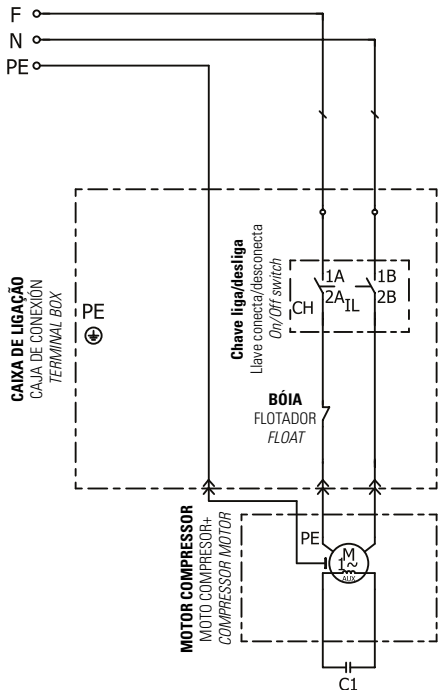 F
N
PE
CAIXA DE LIGAÇÃO
CAJA DE CONEXIÓN
TERMINAL BOX
PE
Chave liga/desliga
Llave conecta/desconecta
On/Off switch
1A
1B
CH
2A
IL
2B
BÓIA
FLOTADOR
FLOAT
MOTOR COMPRESSOR
MOTO COMPRESOR+
COMPRESSOR MOTOR
PE
M
1~
AUX
C1